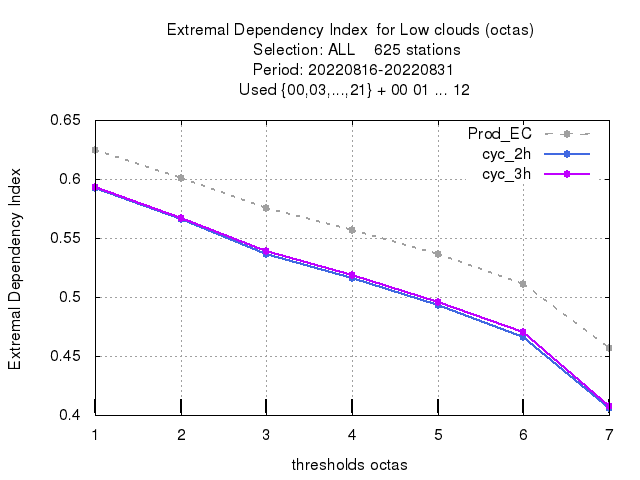 Extremal Dependency Index  for Low clouds (octas)
Selection: ALL    625 stations
Period: 20220816-20220831
Used {00,03,...,21} + 00 01 ... 12
0.65
Prod_EC
cyc_2h
cyc_3h
0.6
0.55
0.5
0.45
0.4
Extremal Dependency Index
1 2 3 4 5 6 7
thresholds octas